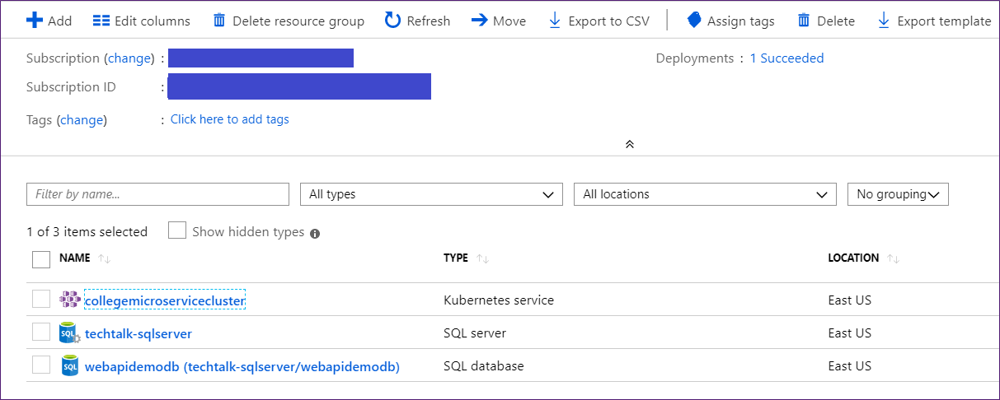 Add Edit columns Delete resource group Refresh Move Export to CSV Assign tags Delete Export template
Subscription (change) : Deployments : 1 Succeeded
Subscription ID :
Tags (change) : Click here to add tags
Filter by name... All types All locations No grouping
1 of 3 items selected Show hidden types
NAME TYPE LOCATION
collegemicroservicecluster Kubernetes service East US
SQL techtalk-sqlserver SQL server East US
SQL webapidemodb (techtalk-sqlserver/webapidemodb) SQL database East US